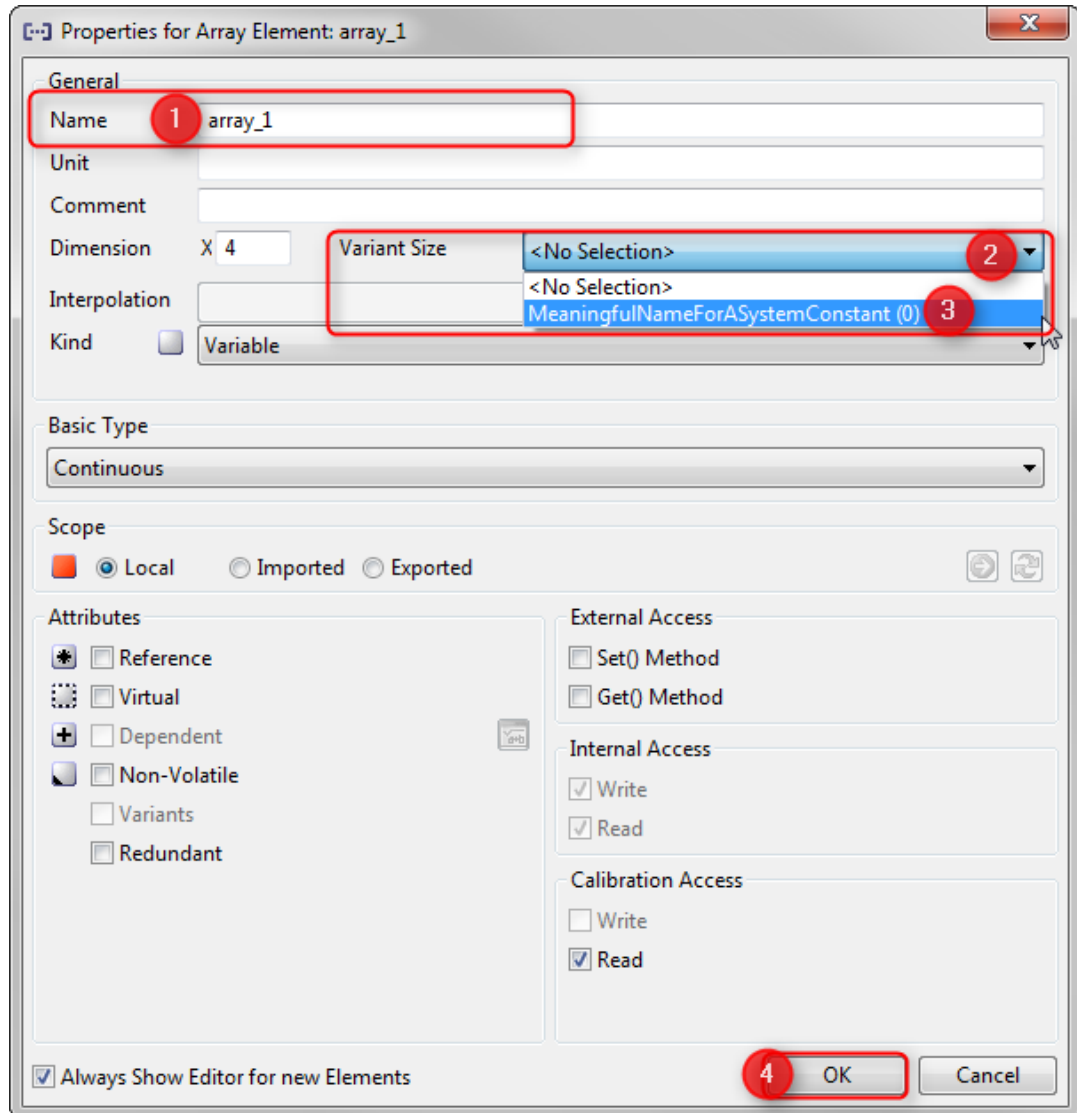 Properties for Array Element: array_1
General
Name 1 array_1
Unit
Comment
Dimension X 4 Variant Size <No Selection> 2
<No Selection>
Interpolation
MeaningfulNameForASystemConstant (0) 3
Kind Variable
Basic Type
Continuous
Scope
Local Imported Exported
Attributes
Reference
Virtual
Dependent
Non-Volatile
Variants
Redundant
External Access
Set() Method
Get() Method
Internal Access
Write
Read
Calibration Access
Write
Read
Always Show Editor for new Elements
4 OK Cancel